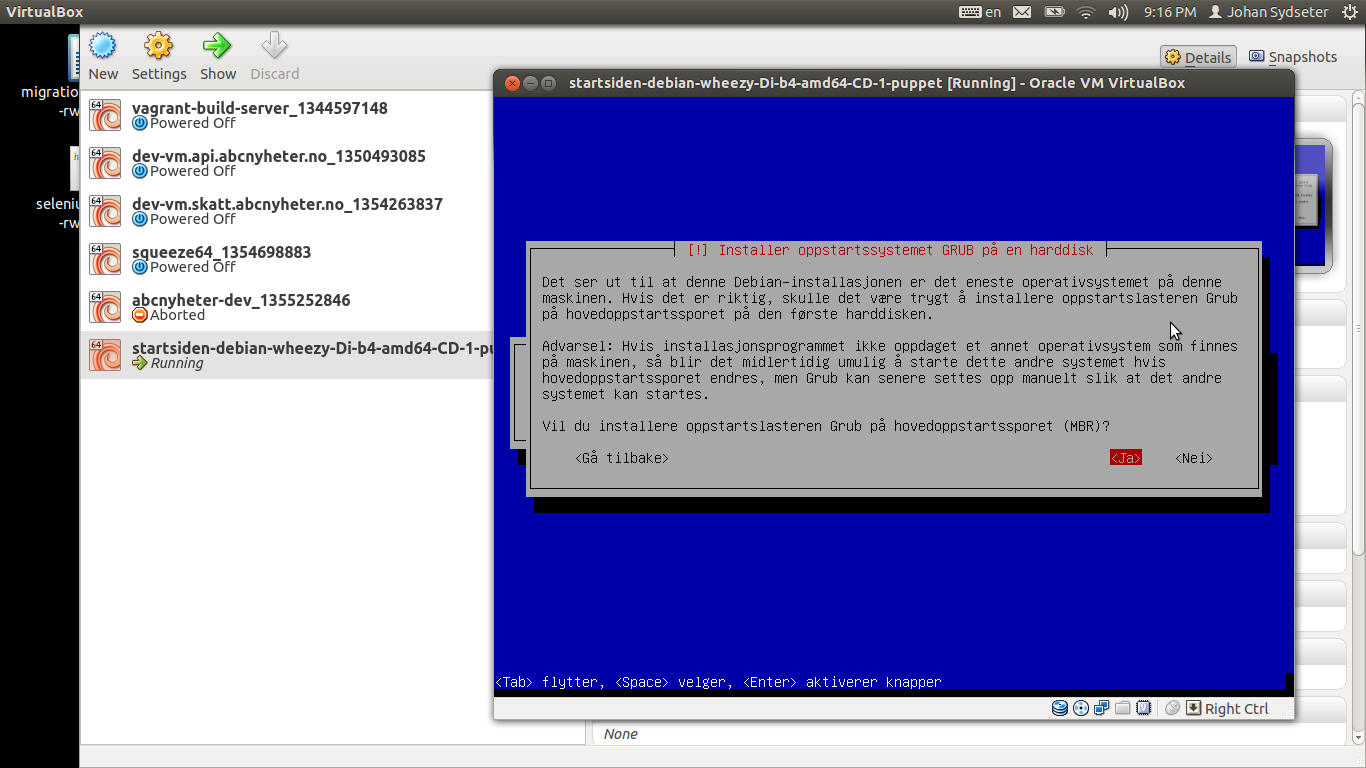 VirtualBox
en
9:16 PM
Johan Sydseter
New
Settings
Show
Discard
Details
Snapshots
migratio
-rw
seleniu
-rw
64
vagrant-build-server_1344597148
Powered Off
64
dev-vm.api.abcnyheter.no_1350493085
Powered Off
64
dev-vm.skatt.abcnyheter.no_1354263837
Powered Off
64
squeeze64_1354698883
Powered Off
64
abcnyheter-dev_1355252846
Aborted
64
startsiden-debian-wheezy-Di-b4-amd64-CD-1-pu
Running
startsiden-debian-wheezy-Di-b4-amd64-CD-1-puppet [Running] - Oracle VM VirtualBox
[!] Installer oppstartssystemet GRUB på en harddisk
Det ser ut til at denne Debian-installasjonen er det eneste operativsystemet på denne
maskinen. Hvis det er riktig, skulle det være trygt å installere oppstartslasteren Grub
på hovedoppstartssporet på den første harddisken.
Advarsel: Hvis installasjonsprogrammet ikke oppdaget et annet operativsystem som finnes
på maskinen, så blir det midlertidig umulig å starte dette andre systemet hvis
hovedoppstartssporet endres, men Grub kan senere settes opp manuelt slik at det andre
systemet kan startes.
Vil du installere oppstartslasteren Grub på hovedoppstartssporet (MBR)?
<Gå tilbake>
<Ja>
<Nei>
<Tab> flytter, <Space> velger, <Enter> aktiverer knapper
Right Ctrl
None